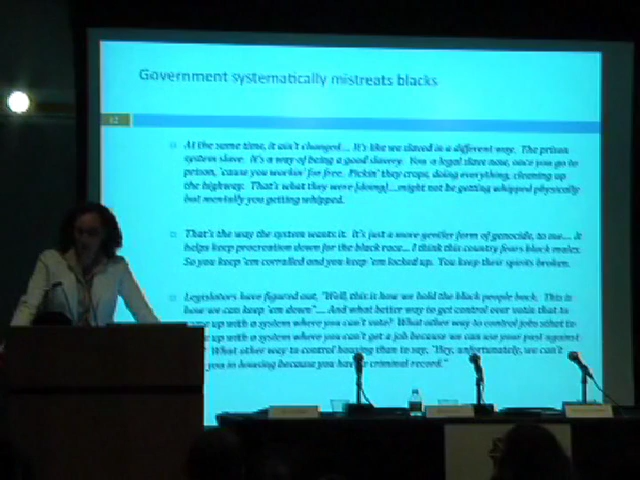 Government systematically mistreats blacks
12
At the same time, it ain't changed... It's like we slaved in a different way. The prison
system slave. It's a way of being a good slavery. You a legal slave now, once you go to
prison, 'cause you workin' for free. Pickin' they crops, doing everything, cleaning up
the highway. That's what they were [doing]...might not be getting whipped physically
but mentally you getting whipped.
That's the way the system wants it. It's just a more genteler form of genocide, to me... it
helps keep procreation down for the black race... I think this country fears black males.
So you keep 'em corralled and you keep 'em locked up. You keep their spirits broken.
Legislators have figured out, "Well, this is how we hold the black people back. This is
how we can keep 'em down".... And what better way to get control over votin than to
up with a system where you can't vote? What other way to control jobs than to
up with a system where you can't get a job because we can use your past against
What other way to control housing than to say, "Hey, unfortunately, we can't
you in housing because you have criminal record."